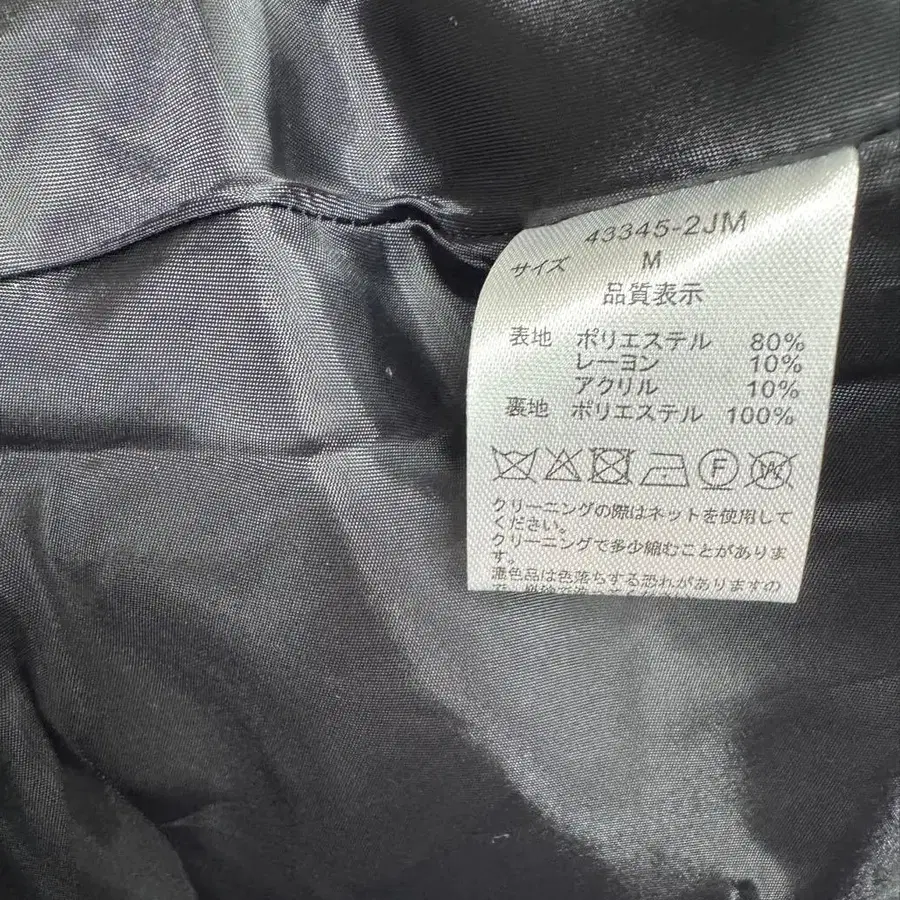 43345-2JM
サイズ M
品質表示
表地 ポリエステル 80%
レーヨン 10%
アクリル 10%
裏地 ポリエステル 100%
F W
クリーニングの際はネットを使用して
ください。
クリーニングで多少縮むことがありま
す。
濃色品は色落ちする恐れがありますの